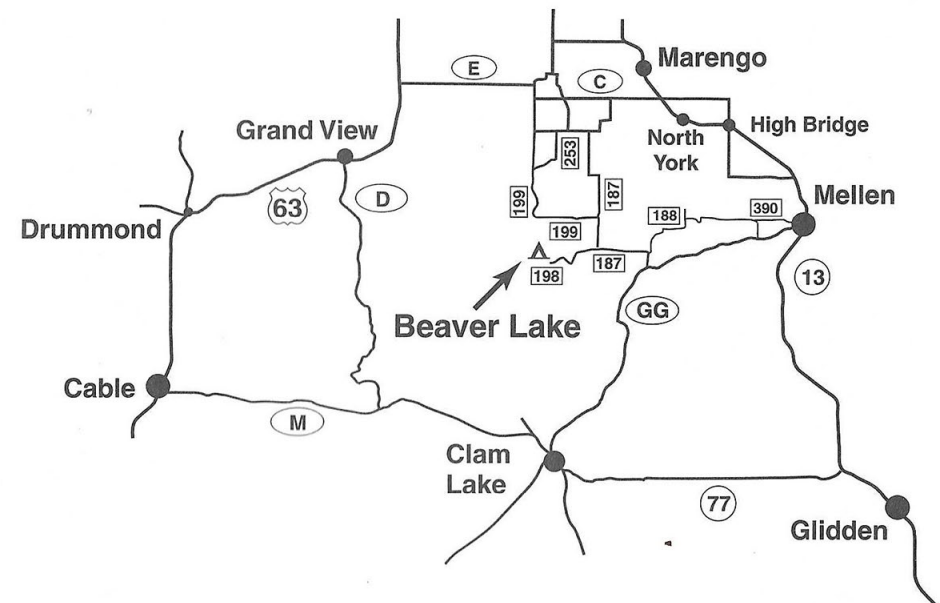 Marengo
E
C
Grand View
North
York
High Bridge
253
D
199
187
Mellen
63
188
390
Drummond
199
198
187
13
Beaver Lake
GG
Cable
M
Clam
Lake
77
Glidden